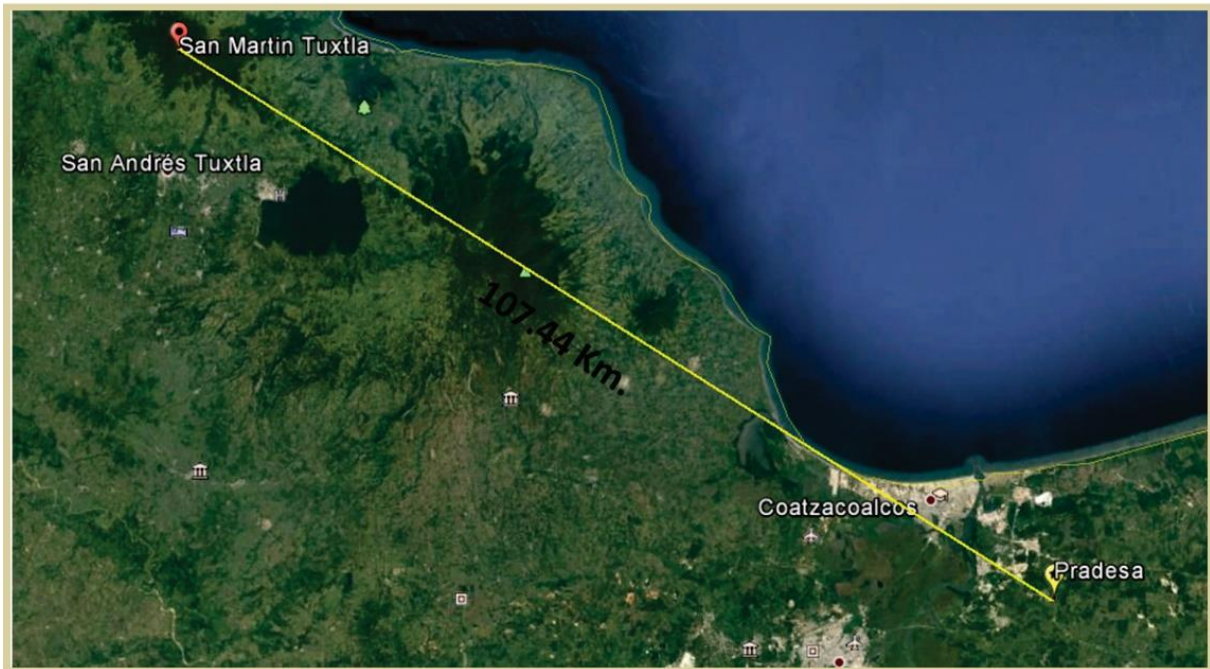 San Martin Tuxtla
San Andrés Tuxtla
107.44 Km.
Coatzacoalcos
Pradesa